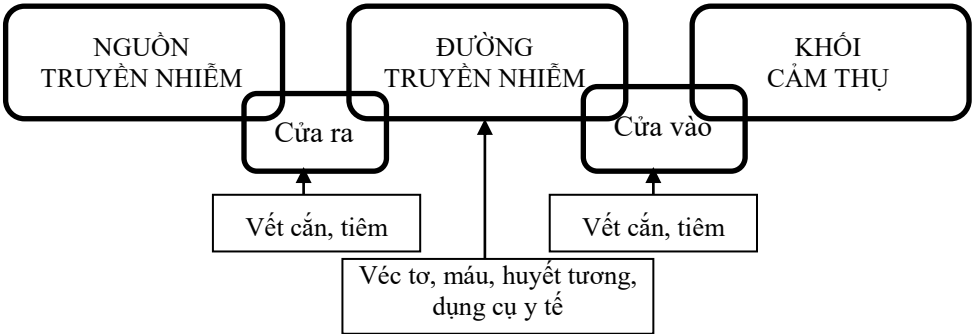 NGUỒN
TRUYỀN NHIỄM
ĐƯỜNG
TRUYỀN NHIỄM
KHỐI
CẢM THỤ
Cửa ra
Cửa vào
Vết cắn, tiêm
Vết cắn, tiêm
Véc tơ, máu, huyết tương,
dụng cụ y tế